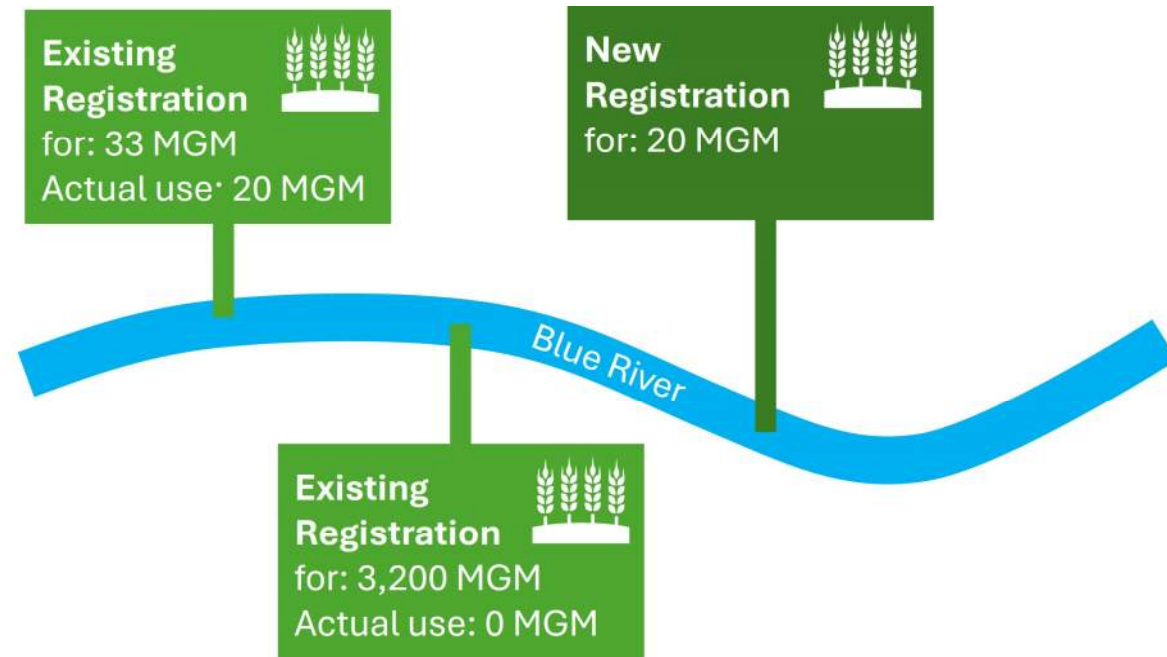 Existing
Registration
for: 33 MGM
Actual use· 20 MGM
New
Registration
for: 20 MGM
Blue River
Existing
Registration
for: 3,200 MGM
Actual use: 0 MGM